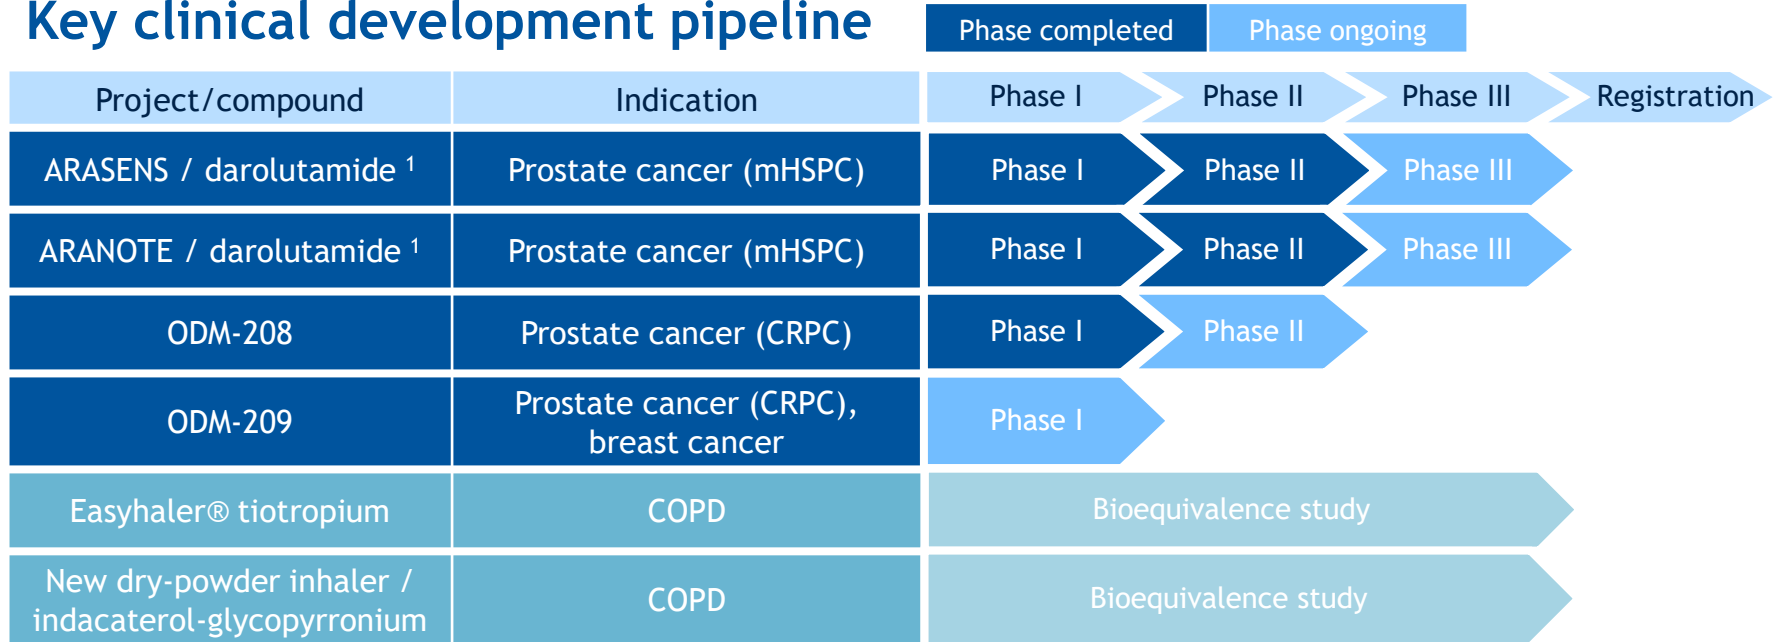 Key clinical development pipeline
Phase completed
Phase ongoing
Project/compound
Indication
Phase I
Phase II
Phase III
Registration
ARASENS / darolutamide ¹
Prostate cancer (mHSPC)
Phase I
Phase II
Phase III
ARANOTE / darolutamide ¹
Prostate cancer (mHSPC)
Phase I
Phase II
Phase III
ODM-208
Prostate cancer (CRPC)
Phase I
Phase II
ODM-209
Prostate cancer (CRPC),
breast cancer
Phase I
Easyhaler® tiotropium
COPD
Bioequivalence study
New dry-powder inhaler /
indacaterol-glycopyrronium
COPD
Bioequivalence study